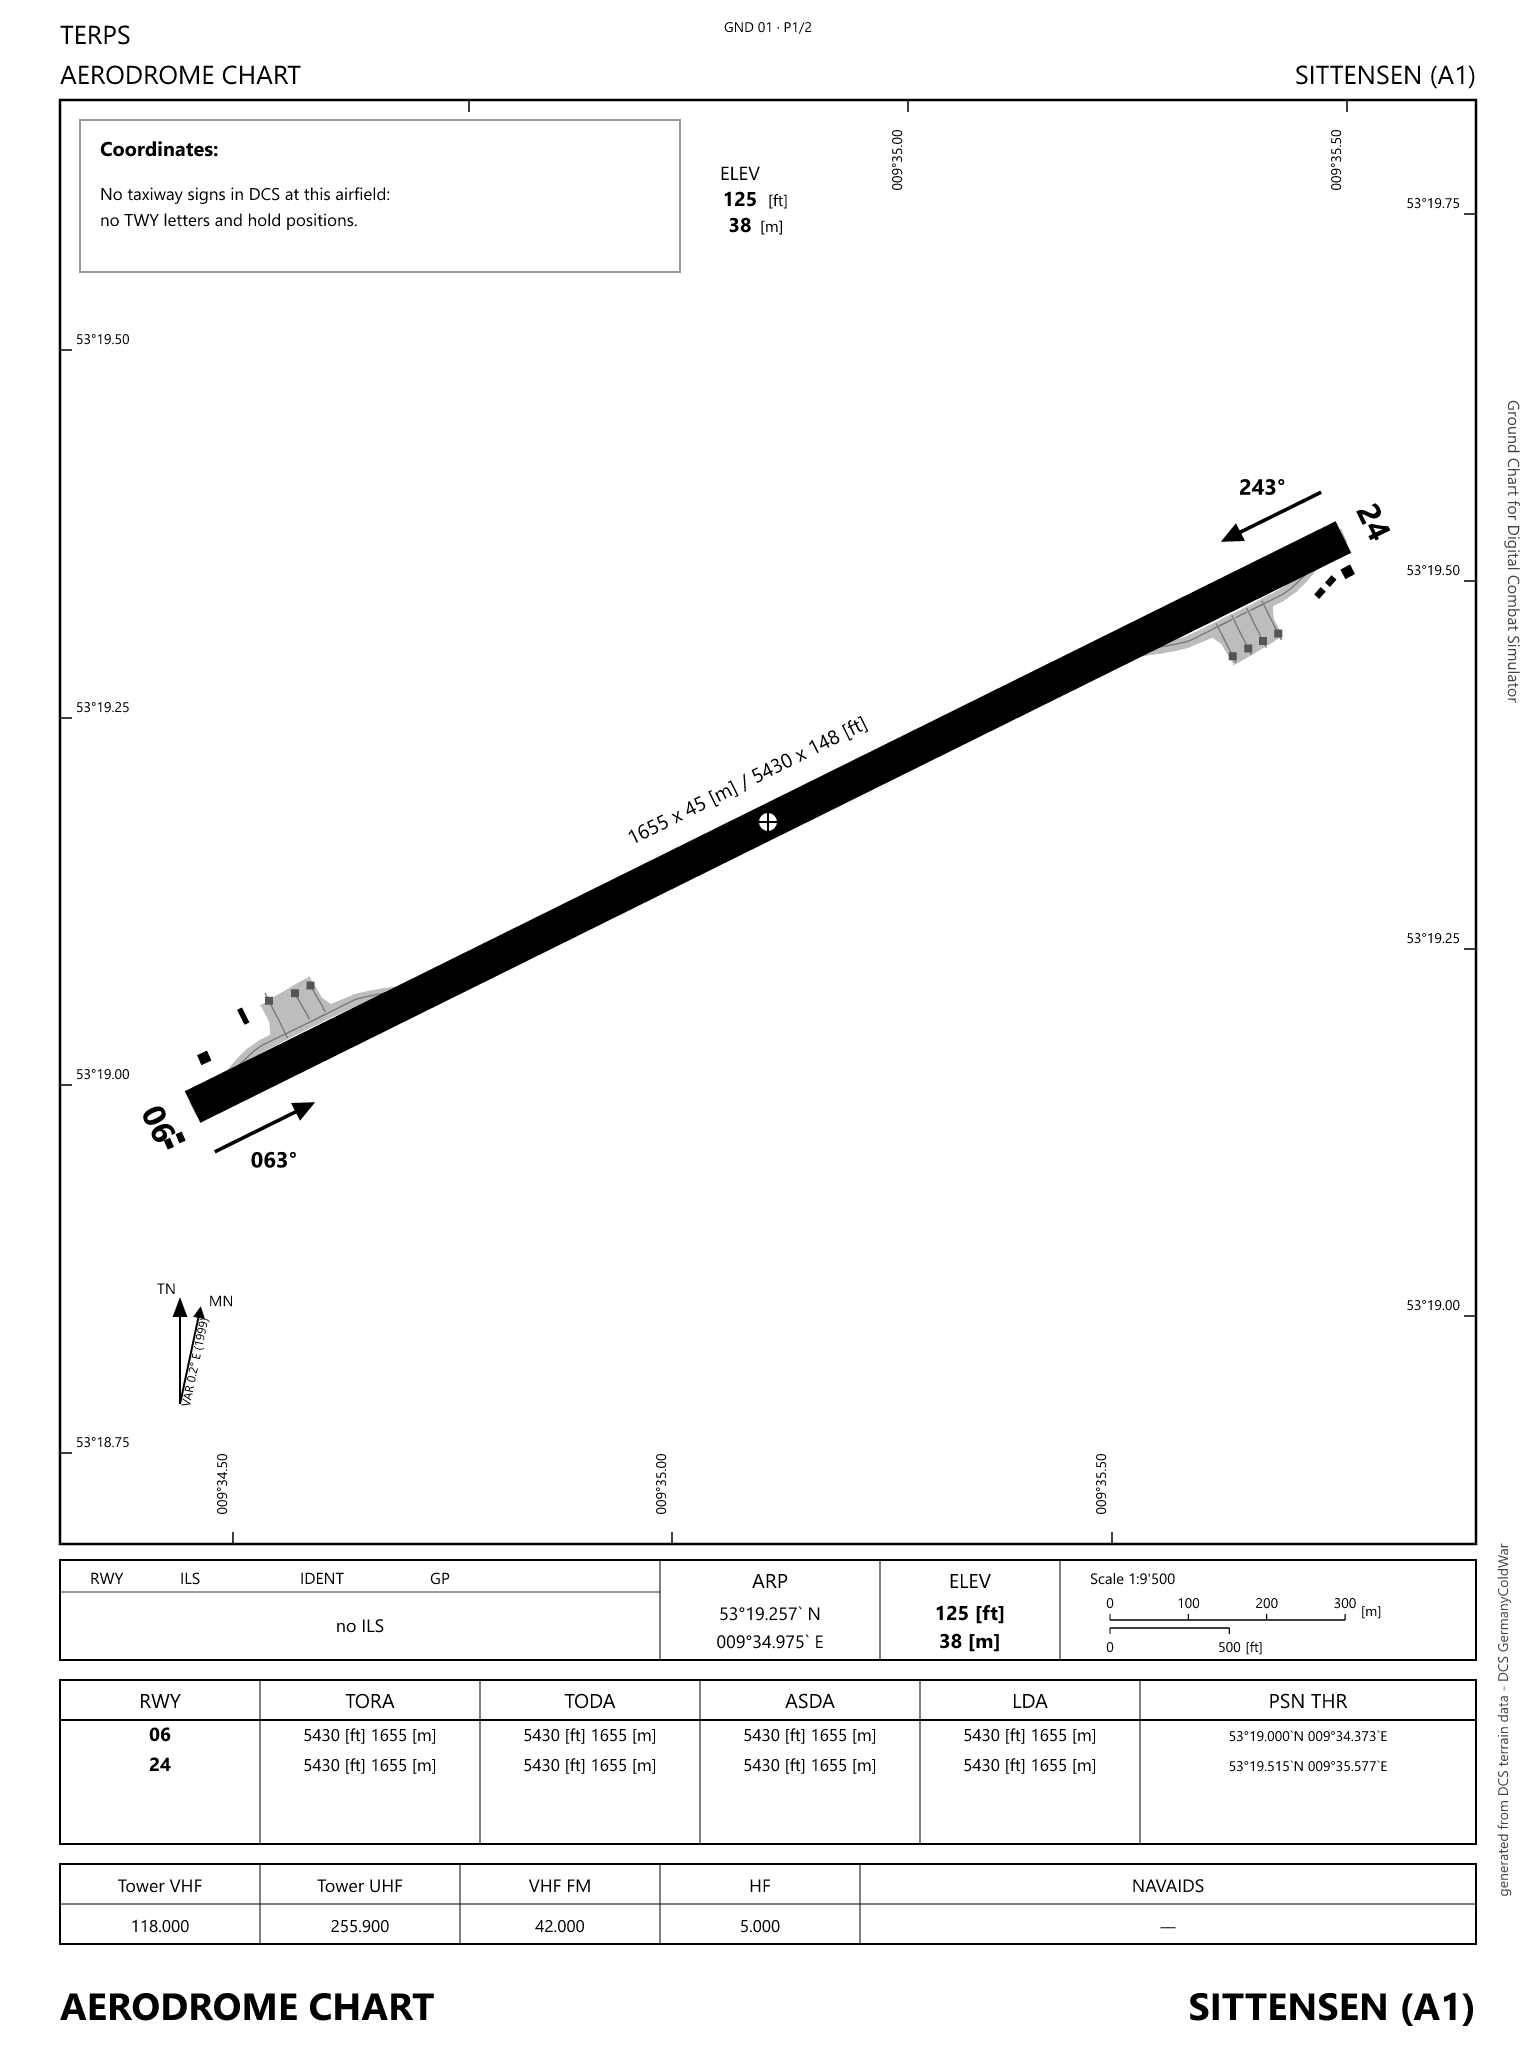 TERPS
GND 01 · P1/2
AERODROME CHART
SITTENSEN (A1)
Coordinates:
No taxiway signs in DCS at this airfield:
no TWY letters and hold positions.
ELEV
125 [ft]
38 [m]
009°35.00
009°35.50
53°19.75
53°19.50
243°
24
53°19.50
53°19.25
1655 x 45 [m] / 5430 x 148 [ft]
53°19.25
53°19.00
06
063°
TN
MN
VAR 0.2° E (1999)
53°19.00
53°18.75
009°34.50
009°35.00
009°35.50
Ground Chart for Digital Combat Simulator
RWY ILS IDENT GP
no ILS
ARP
53°19.257` N
009°34.975` E
ELEV
125 [ft]
38 [m]
Scale 1:9'500
0 100 200 300 [m]
0 500 [ft]
RWY TORA TODA ASDA LDA PSN THR
06 5430 [ft] 1655 [m] 5430 [ft] 1655 [m] 5430 [ft] 1655 [m] 5430 [ft] 1655 [m] 53°19.000`N 009°34.373`E
24 5430 [ft] 1655 [m] 5430 [ft] 1655 [m] 5430 [ft] 1655 [m] 5430 [ft] 1655 [m] 53°19.515`N 009°35.577`E
Tower VHF Tower UHF VHF FM HF NAVAIDS
118.000 255.900 42.000 5.000 —
generated from DCS terrain data - DCS GermanyColdWar
AERODROME CHART
SITTENSEN (A1)